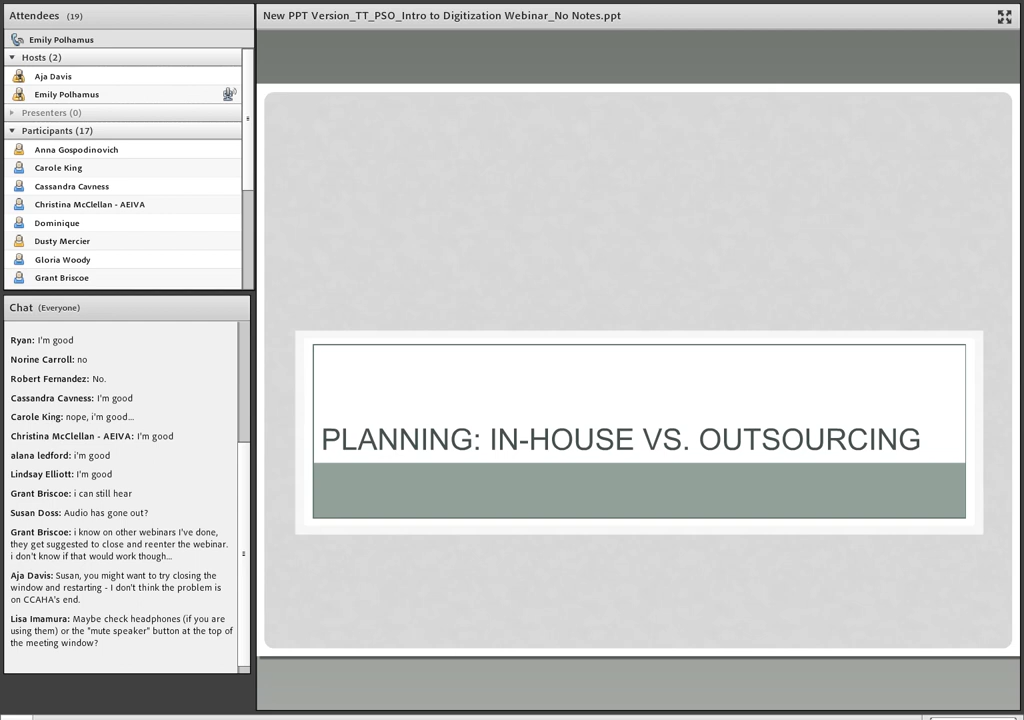 Attendees (19)
Emily Polhamus
Hosts (2)
Aja Davis
Emily Polhamus
Presenters (0)
Participants (17)
Anna Gospodinovich
Carole King
Cassandra Cavness
Christina McClellan - AEIVA
Dominique
Dusty Mercier
Gloria Woody
Grant Briscoe
Chat (Everyone)
Ryan: I'm good
Norine Carroll: no
Robert Fernandez: No.
Cassandra Cavness: I'm good
Carole King: nope, i'm good...
Christina McClellan - AEIVA: I'm good
alana ledford: i'm good
Lindsay Elliott: I'm good
Grant Briscoe: i can still hear
Susan Doss: Audio has gone out?
Grant Briscoe: i know on other webinars I've done,
they get suggested to close and reenter the webinar.
i don't know if that would work though...
Aja Davis: Susan, you might want to try closing the
window and restarting - I don't think the problem is
on CCAHA's end.
Lisa Imamura: Maybe check headphones (if you are
using them) or the "mute speaker" button at the top of
the meeting window?
New PPT Version_TT_PSO_Intro to Digitization Webinar_No Notes.ppt
PLANNING: IN-HOUSE VS. OUTSOURCING